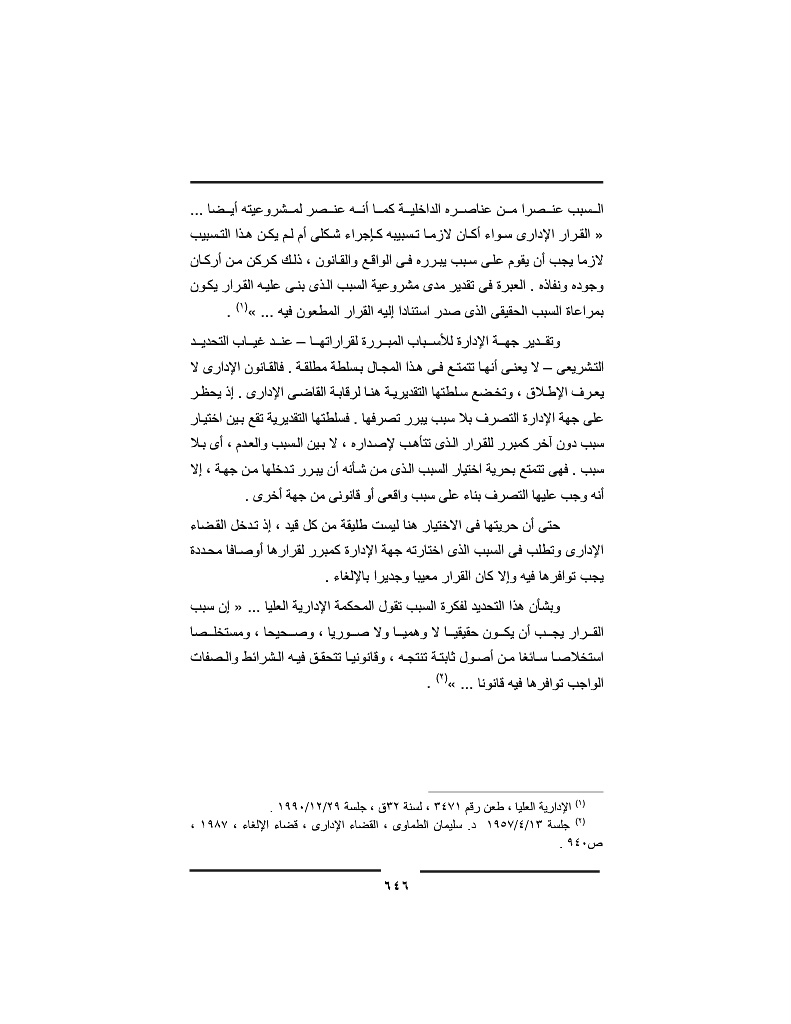 السبب عنصرا من عناصره الداخلية كما أنه عنصر لمشروعيته أيضا ...
« القرار الإدارى سواء أكان لازما تسبيبه كإجراء شكلى أم لم يكن هذا التسبيب
لازما يجب أن يقوم على سبب يبرره فى الواقع والقانون ، ذلك كركن من أركان
وجوده ونفاذه . العبرة فى تقدير مدى مشروعية السبب الذى بنى عليه القرار يكون
بمراعاة السبب الحقيقى الذى صدر استنادا إليه القرار المطعون فيه ... »(١) .
وتقدير جهة الإدارة للأسباب المبررة لقراراتها – عند غياب التحديد
التشريعى – لا يعنى أنها تتمتع فى هذا المجال بسلطة مطلقة . فالقانون الإدارى لا
يعرف الإطلاق ، وتخضع سلطتها التقديرية هنا لرقابة القاضى الإدارى . إذ يحظر
على جهة الإدارة التصرف بلا سبب يبرر تصرفها . فسلطتها التقديرية تقع بين اختيار
سبب دون آخر كمبرر للقرار الذى تتأهب لإصداره ، لا بين السبب والعدم ، أى بلا
سبب . فهى تتمتع بحرية اختيار السبب الذى من شأنه أن يبرر تدخلها من جهة ، إلا
أنه وجب عليها التصرف بناء على سبب واقعى أو قانونى من جهة أخرى .
حتى أن حريتها فى الاختيار هنا ليست طليقة من كل قيد ، إذ تدخل القضاء
الإدارى وتطلب فى السبب الذى اختارته جهة الإدارة كمبرر لقرارها أوصافا محددة
يجب توافرها فيه وإلا كان القرار معيبا وجديرا بالإلغاء .
وبشأن هذا التحديد لفكرة السبب تقول المحكمة الإدارية العليا ... « إن سبب
القرار يجب أن يكون حقيقيا لا وهميا ولا صوريا ، وصحيحا ، ومستخلصا
استخلاصا سائغا من أصول ثابتة تنتجه ، وقانونيا تتحقق فيه الشرائط والصفات
الواجب توافرها فيه قانونا ... »(٢) .
(١) الإدارية العليا ، طعن رقم ٣٤٧١ ، لسنة ٣٢ق ، جلسة ١٩٩٠/١٢/٢٩ .
(٢) جلسة ١٩٥٧/٤/١٣ د. سليمان الطماوى ، القضاء الإدارى ، قضاء الإلغاء ، ١٩٨٧ ،
ص٩٤٠ .
٦٤٦